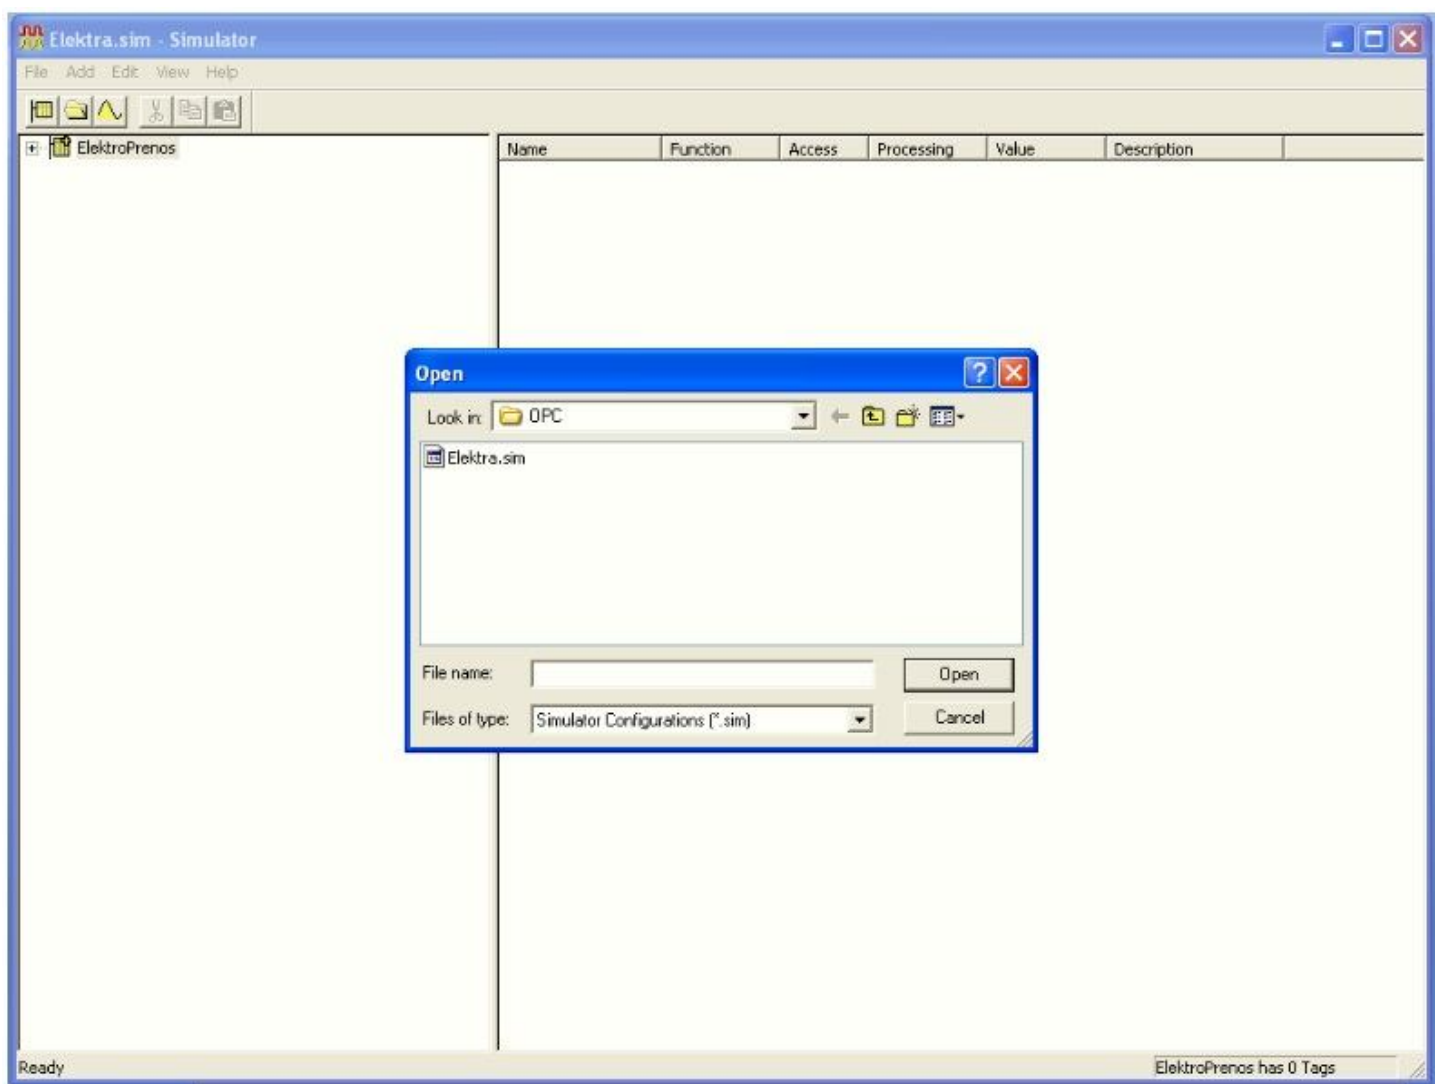 Elektra.sim - Simulator
File Add Edit View Help
ElektroPrenos
Name Function Access Processing Value Description
Open
Look in: OPC
Elektra.sim
File name: Open
Files of type: Simulator Configurations (*.sim) Cancel
Ready ElektroPrenos has 0 Tags